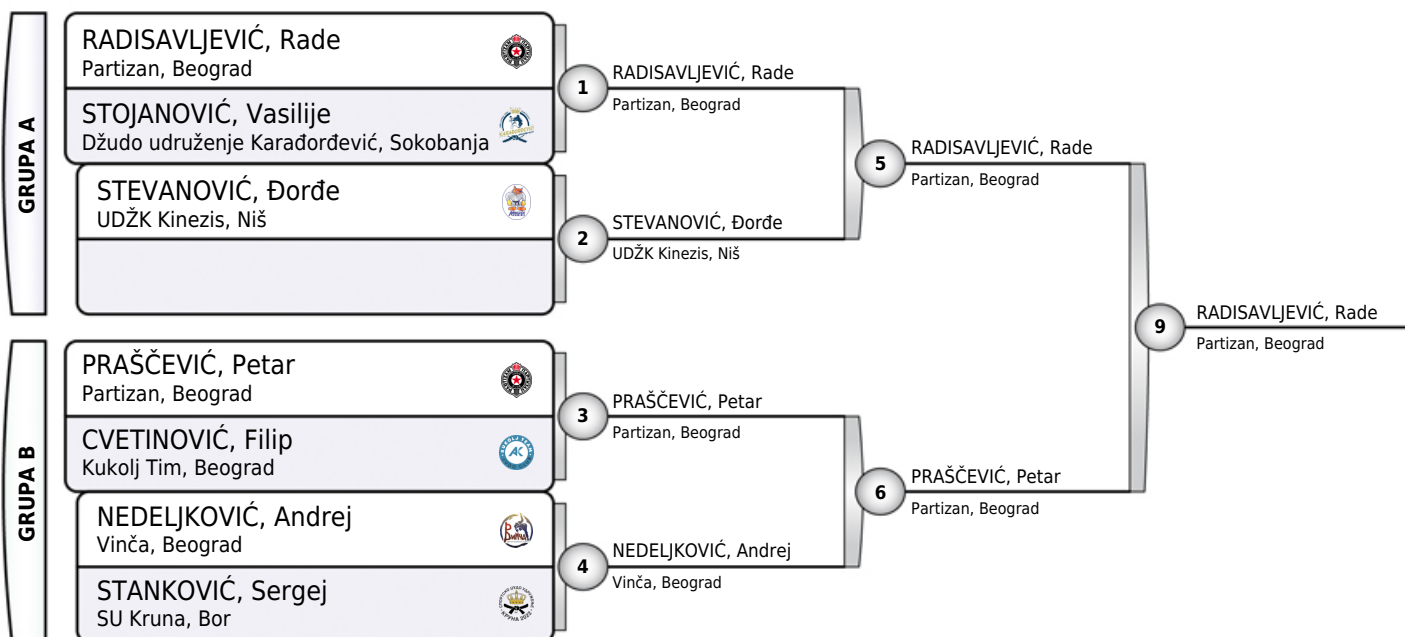 GRUPA A
RADISAVLJEVIĆ, Rade
Partizan, Beograd
STOJANOVIĆ, Vasilije
Džudo udruženje Karađorđević, Sokobanja
STEVANOVIĆ, Đorđe
UDŽK Kinezis, Niš
1
RADISAVLJEVIĆ, Rade
Partizan, Beograd
2
STEVANOVIĆ, Đorđe
UDŽK Kinezis, Niš
5
RADISAVLJEVIĆ, Rade
Partizan, Beograd
GRUPA B
PRAŠČEVIĆ, Petar
Partizan, Beograd
CVETINOVIĆ, Filip
Kukolj Tim, Beograd
NEDELJKOVIĆ, Andrej
Vinča, Beograd
STANKOVIĆ, Sergej
SU Kruna, Bor
3
PRAŠČEVIĆ, Petar
Partizan, Beograd
4
NEDELJKOVIĆ, Andrej
Vinča, Beograd
6
PRAŠČEVIĆ, Petar
Partizan, Beograd
9
RADISAVLJEVIĆ, Rade
Partizan, Beograd